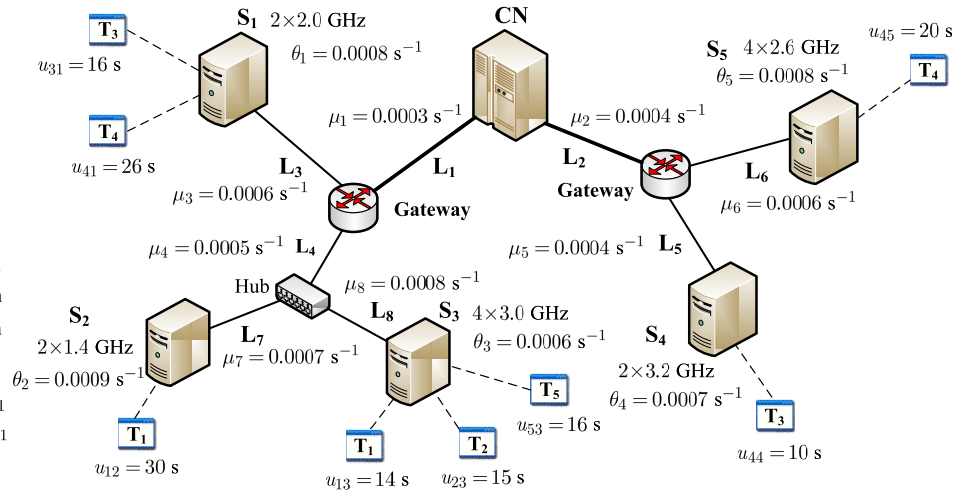 S₁ 2×2.0 GHz
θ₁ = 0.0008 s⁻¹
T₃
u₃₁ = 16 s
T₄
u₄₁ = 26 s
CN
μ₁ = 0.0003 s⁻¹
μ₂ = 0.0004 s⁻¹
S₅ 4×2.6 GHz
θ₅ = 0.0008 s⁻¹
u₄₅ = 20 s
T₄
L₃
μ₃ = 0.0006 s⁻¹
L₁
L₂
Gateway
Gateway
L₆
μ₆ = 0.0006 s⁻¹
μ₄ = 0.0005 s⁻¹ L₄
μ₅ = 0.0004 s⁻¹ L₅
Hub
μ₈ = 0.0008 s⁻¹
S₂
2×1.4 GHz
θ₂ = 0.0009 s⁻¹
L₇
μ₇ = 0.0007 s⁻¹
L₈
S₃ 4×3.0 GHz
θ₃ = 0.0006 s⁻¹
S₄
2×3.2 GHz
θ₄ = 0.0007 s⁻¹
T₁
u₁₂ = 30 s
T₁
u₁₃ = 14 s
T₂
u₂₃ = 15 s
T₅
u₅₃ = 16 s
T₃
u₄₄ = 10 s